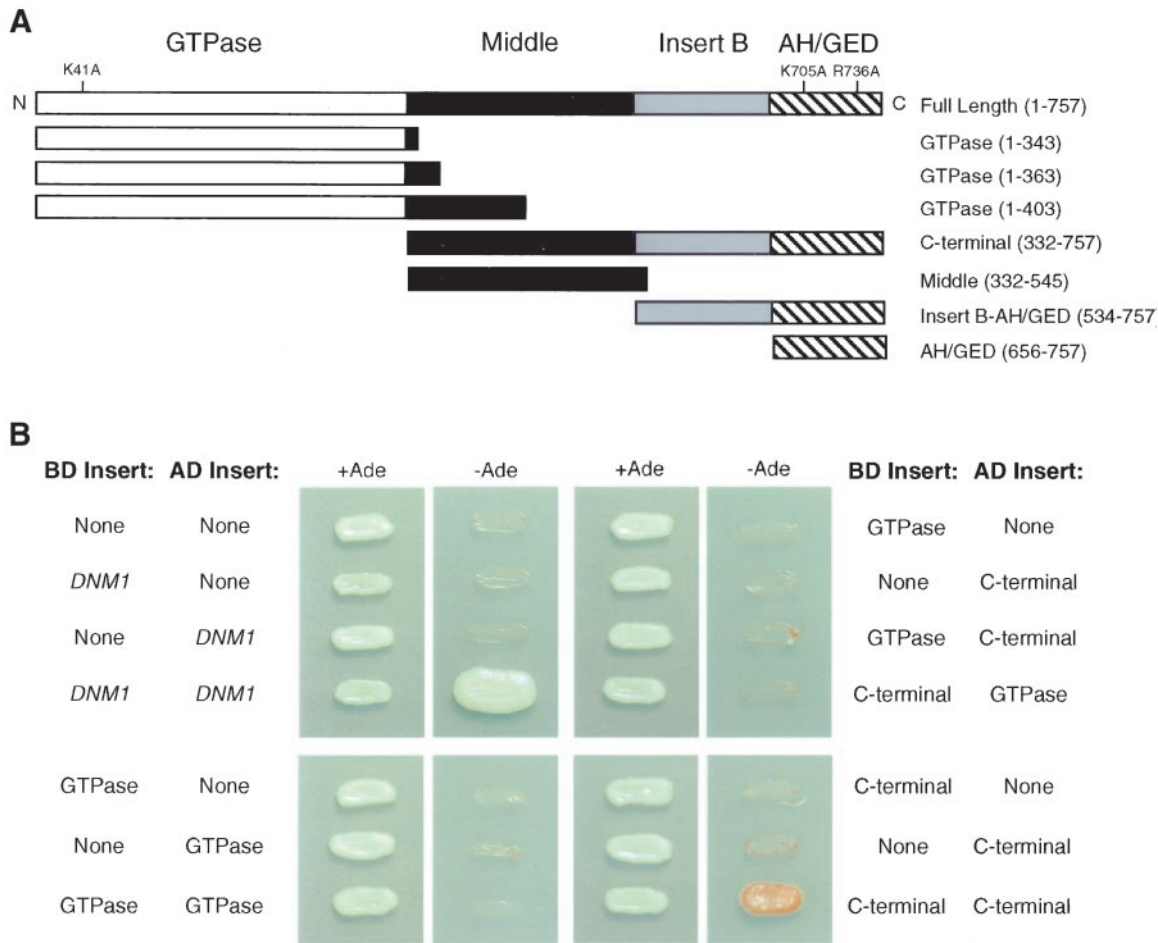 A
GTPase Middle Insert B AH/GED
K41A K705A R736A
N C Full Length (1-757)
GTPase (1-343)
GTPase (1-363)
GTPase (1-403)
C-terminal (332-757)
Middle (332-545)
Insert B-AH/GED (534-757)
AH/GED (656-757)
B
BD Insert: AD Insert: +Ade -Ade +Ade -Ade BD Insert: AD Insert:
None None GTPase None
DNM1 None None C-terminal
None DNM1 GTPase C-terminal
DNM1 DNM1 C-terminal GTPase
GTPase None C-terminal None
None GTPase None C-terminal
GTPase GTPase C-terminal C-terminal